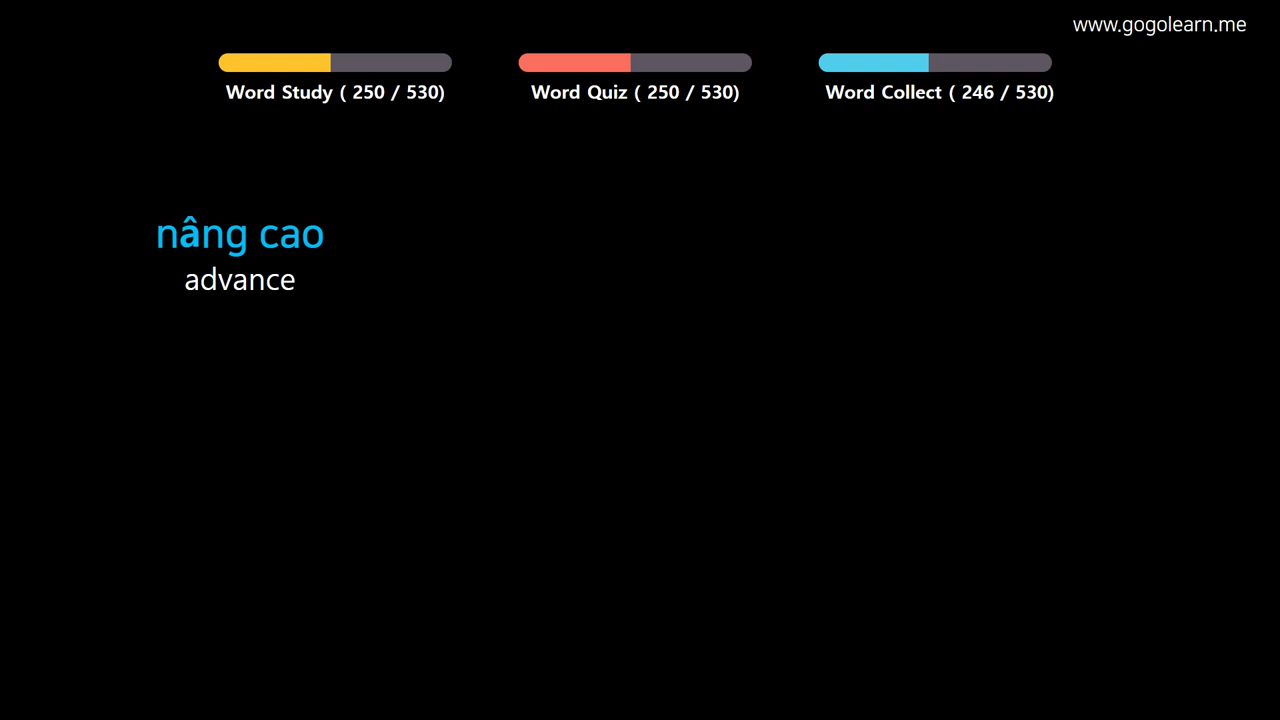 www.gogolearn.me
Word Study ( 250 / 530)
Word Quiz ( 250 / 530)
Word Collect ( 246 / 530)
nâng cao
advance